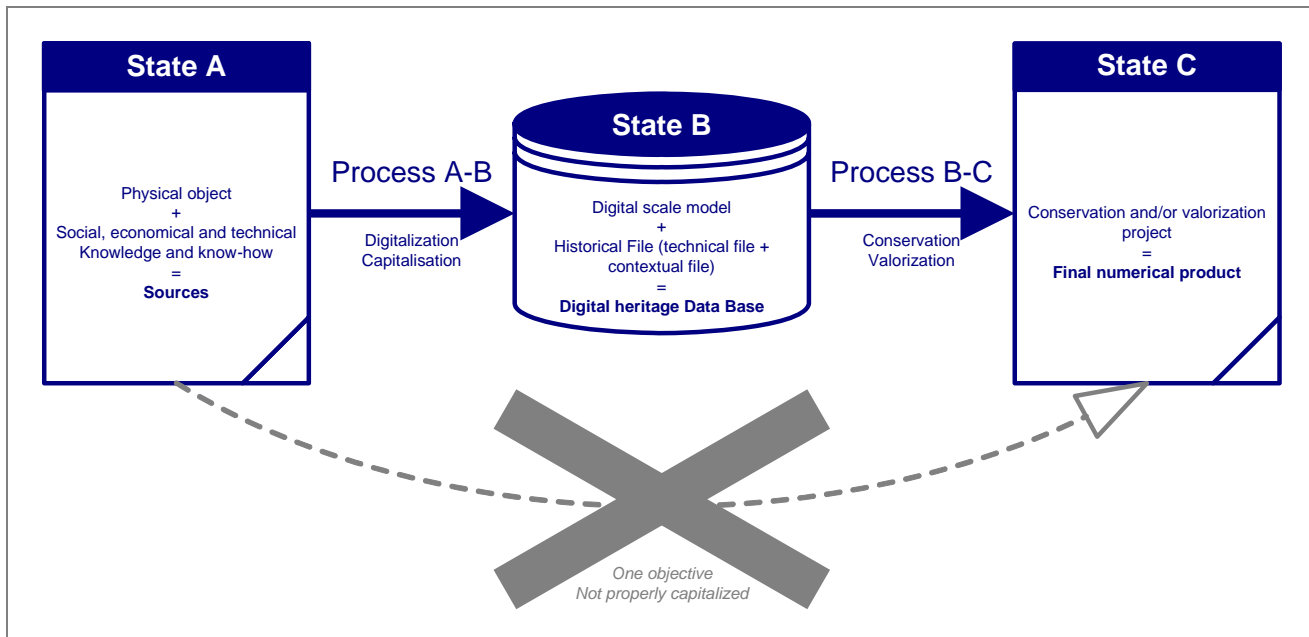 State A
Physical object
+
Social, economical and technical
Knowledge and know-how
=
Sources
Process A-B
Digitalization
Capitalisation
State B
Digital scale model
+
Historical File (technical file +
contextual file)
=
Digital heritage Data Base
Process B-C
Conservation
Valorization
State C
Conservation and/or valorization
project
=
Final numerical product
One objective
Not properly capitalized